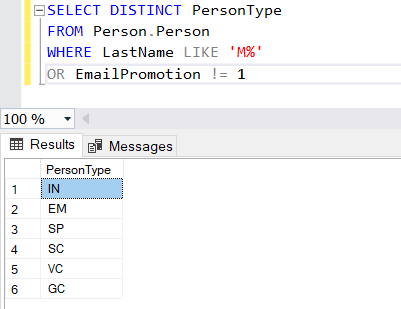 SELECT DISTINCT PersonType
FROM Person.Person
WHERE LastName LIKE 'M%'
OR EmailPromotion != 1
100 %
Results Messages
PersonType
1 IN
2 EM
3 SP
4 SC
5 VC
6 GC